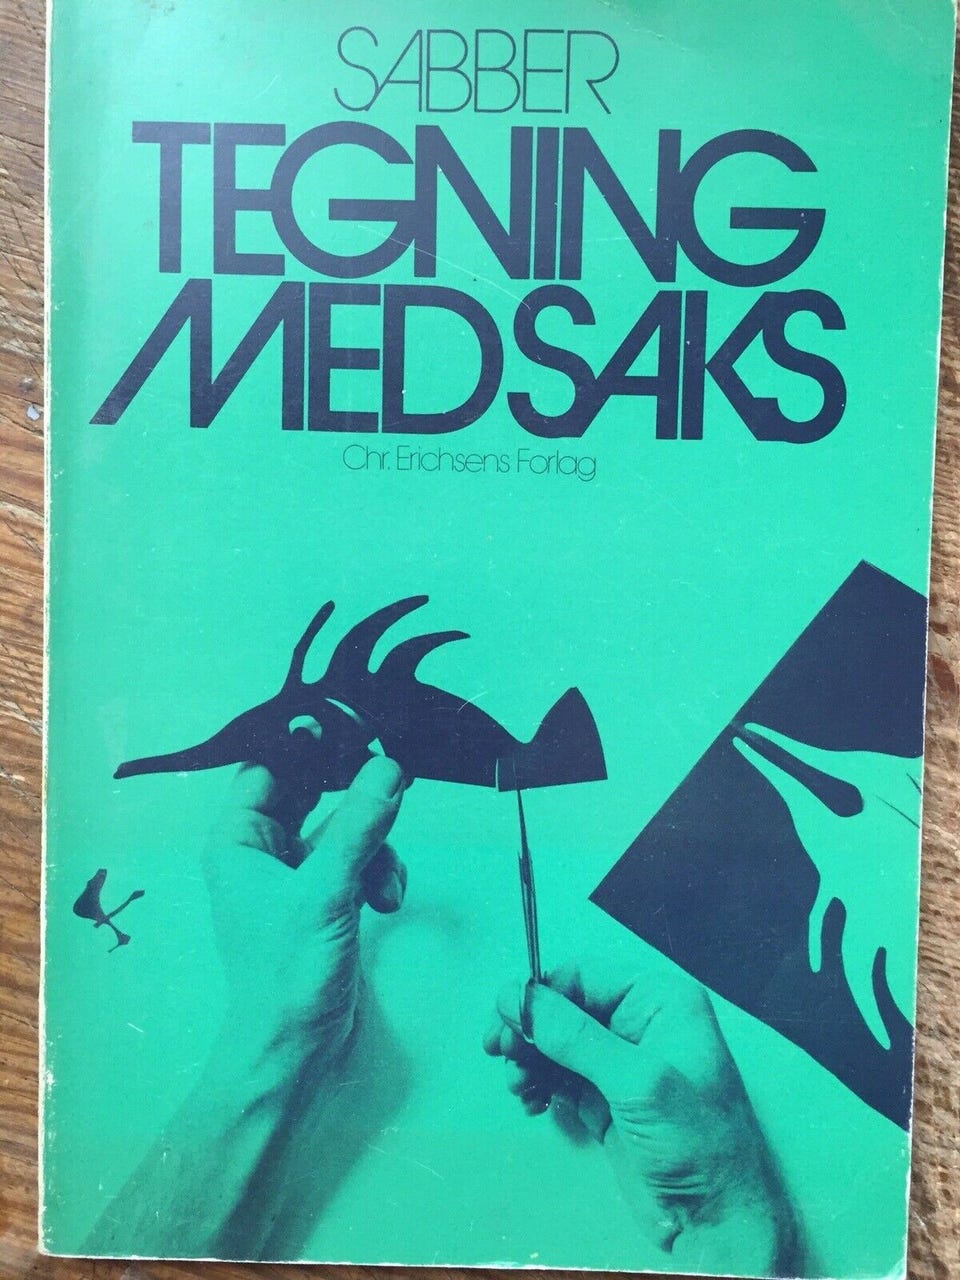 SABBER
TEGNING
MED SAKS
Chr. Erichsens Forlag